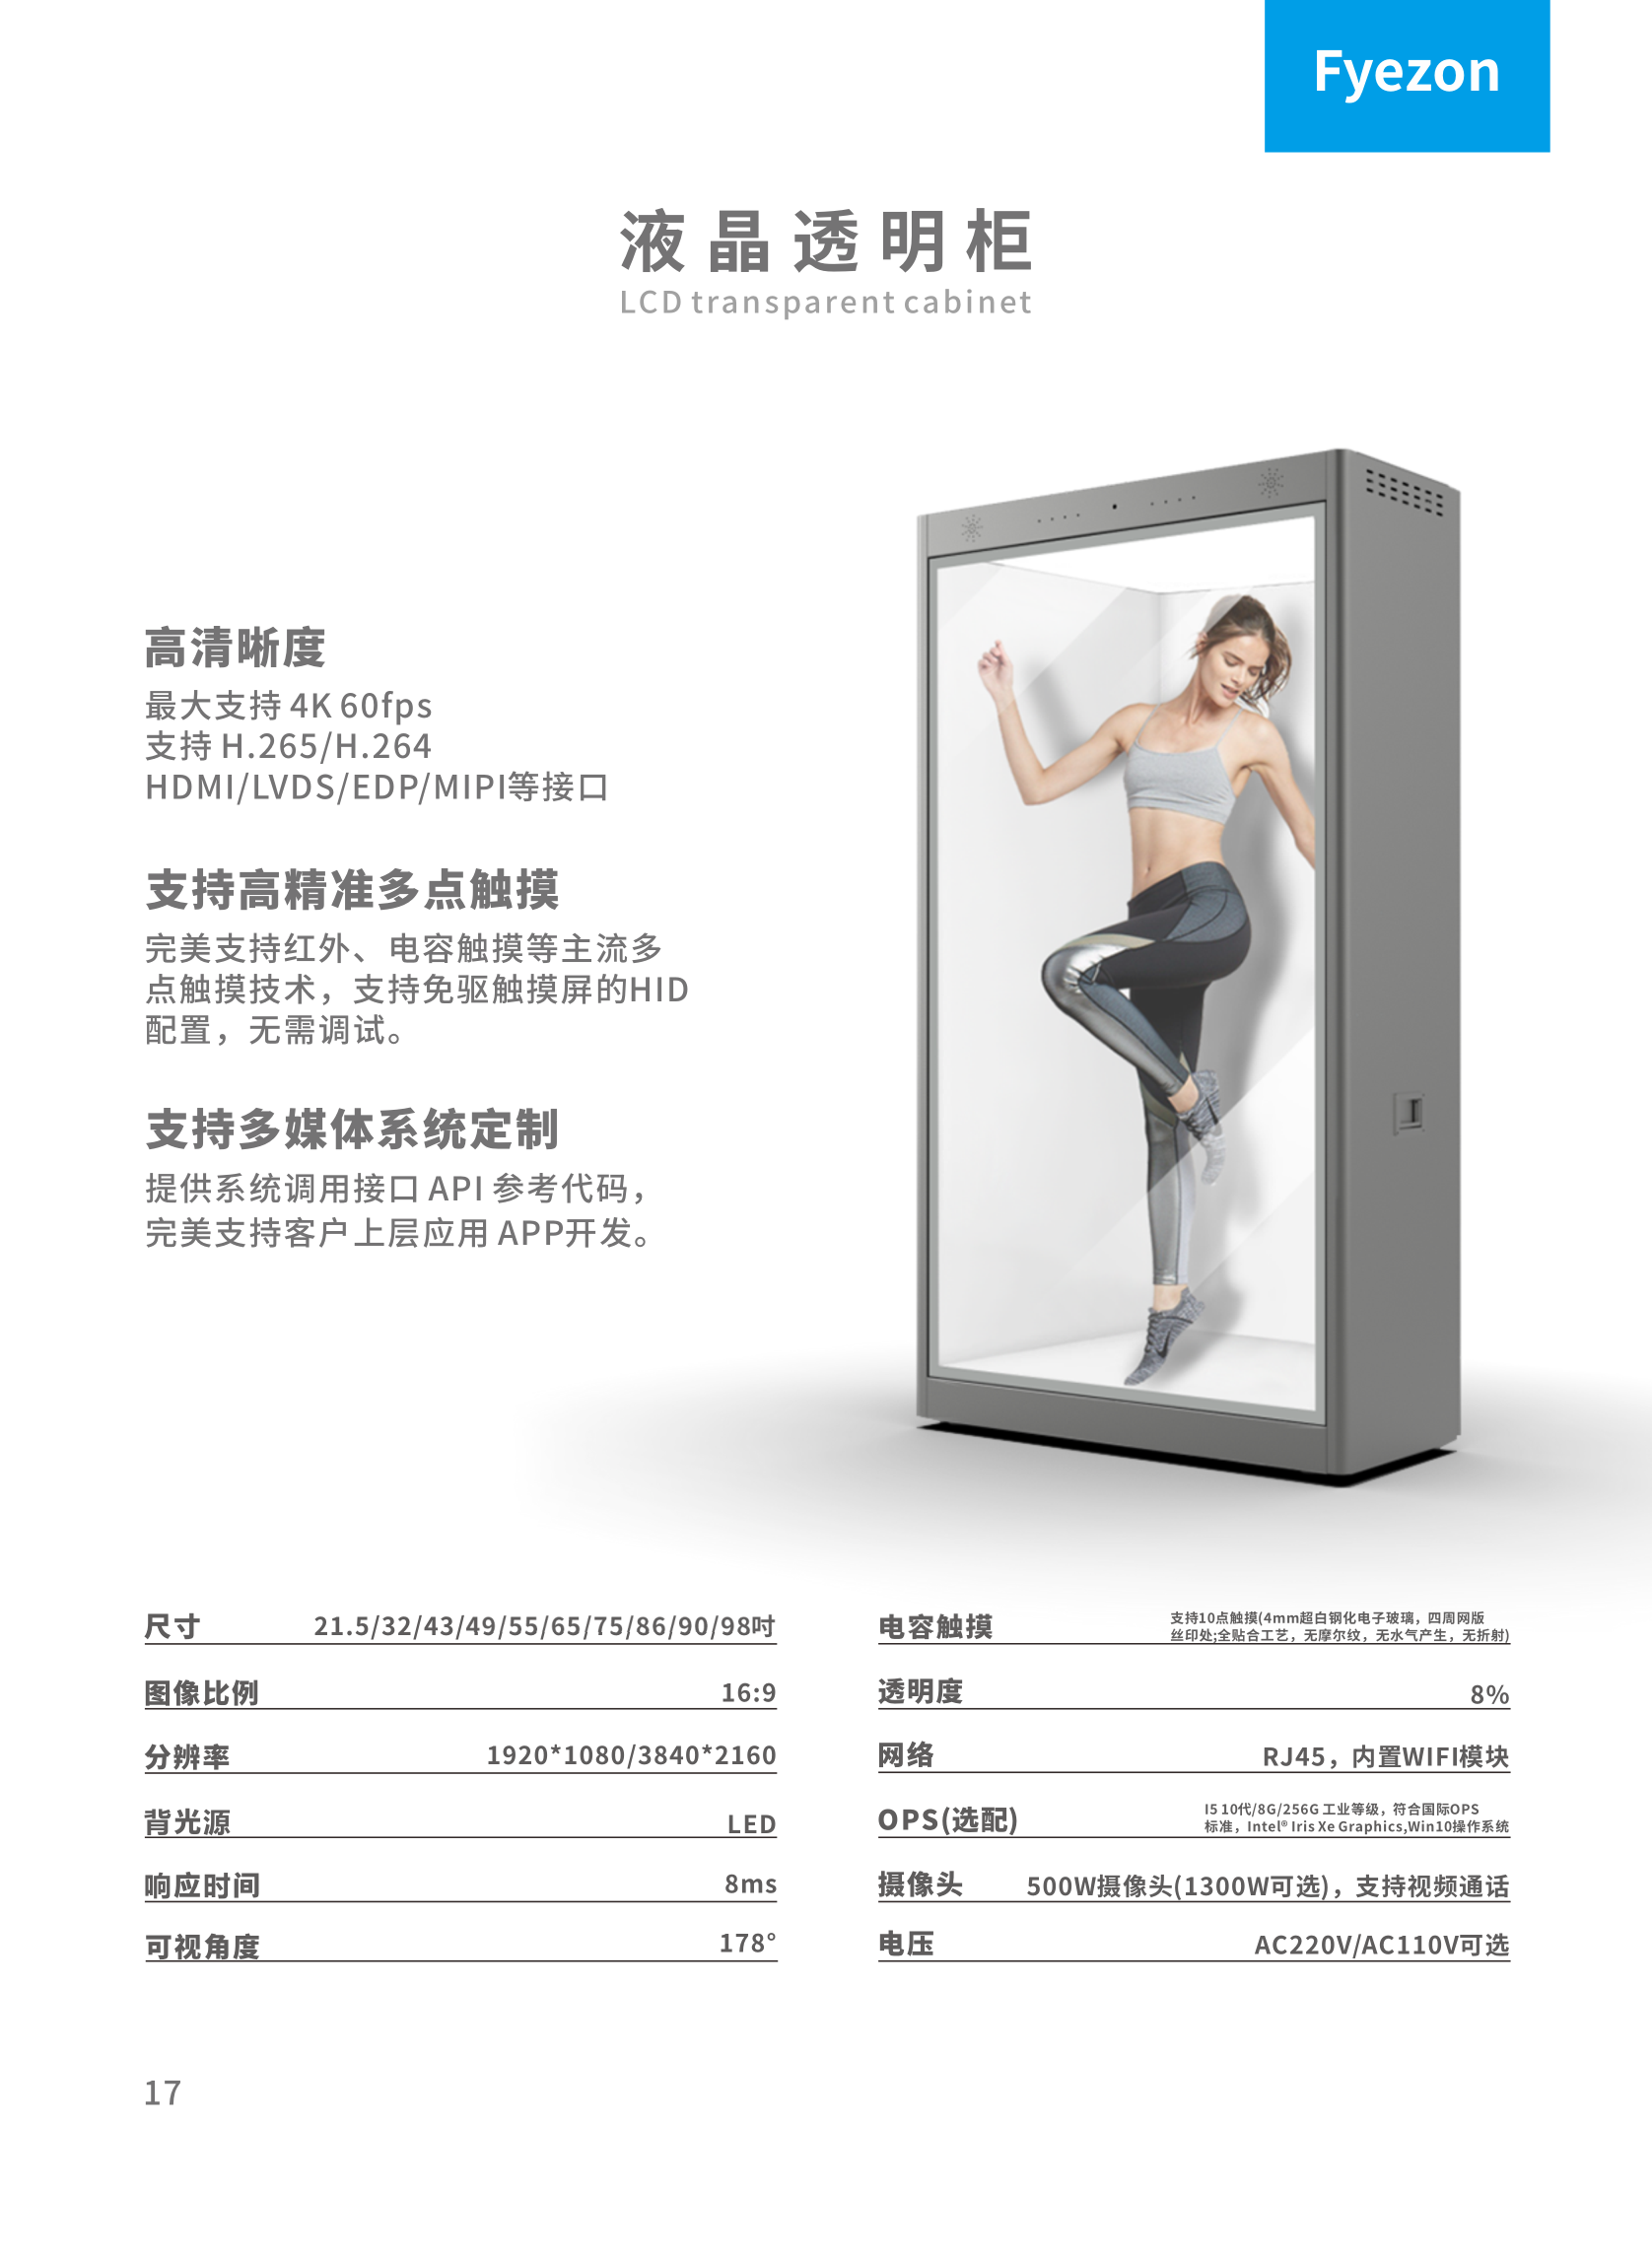 Fyezon
液晶透明柜
LCD transparent cabinet
高清晰度
最大支持 4K 60fps
支持 H.265/H.264
HDMI/LVDS/EDP/MIPI等接口
支持高精准多点触摸
完美支持红外、电容触摸等主流多
点触摸技术，支持免驱触摸屏的HID
配置，无需调试。
支持多媒体系统定制
提供系统调用接口 API 参考代码，
完美支持客户上层应用 APP开发。
尺寸 21.5/32/43/49/55/65/75/86/90/98吋
图像比例 16:9
分辨率 1920*1080/3840*2160
背光源 LED
响应时间 8ms
可视角度 178°
电容触摸 支持10点触摸(4mm超白钢化电子玻璃，四周网版
丝印处;全贴合工艺，无摩尔纹，无水气产生，无折射)
透明度 8%
网络 RJ45，内置WIFI模块
OPS(选配) I5 10代/8G/256G 工业等级，符合国际OPS
标准，Intel® Iris Xe Graphics,Win10操作系统
摄像头 500W摄像头(1300W可选)，支持视频通话
电压 AC220V/AC110V可选
17